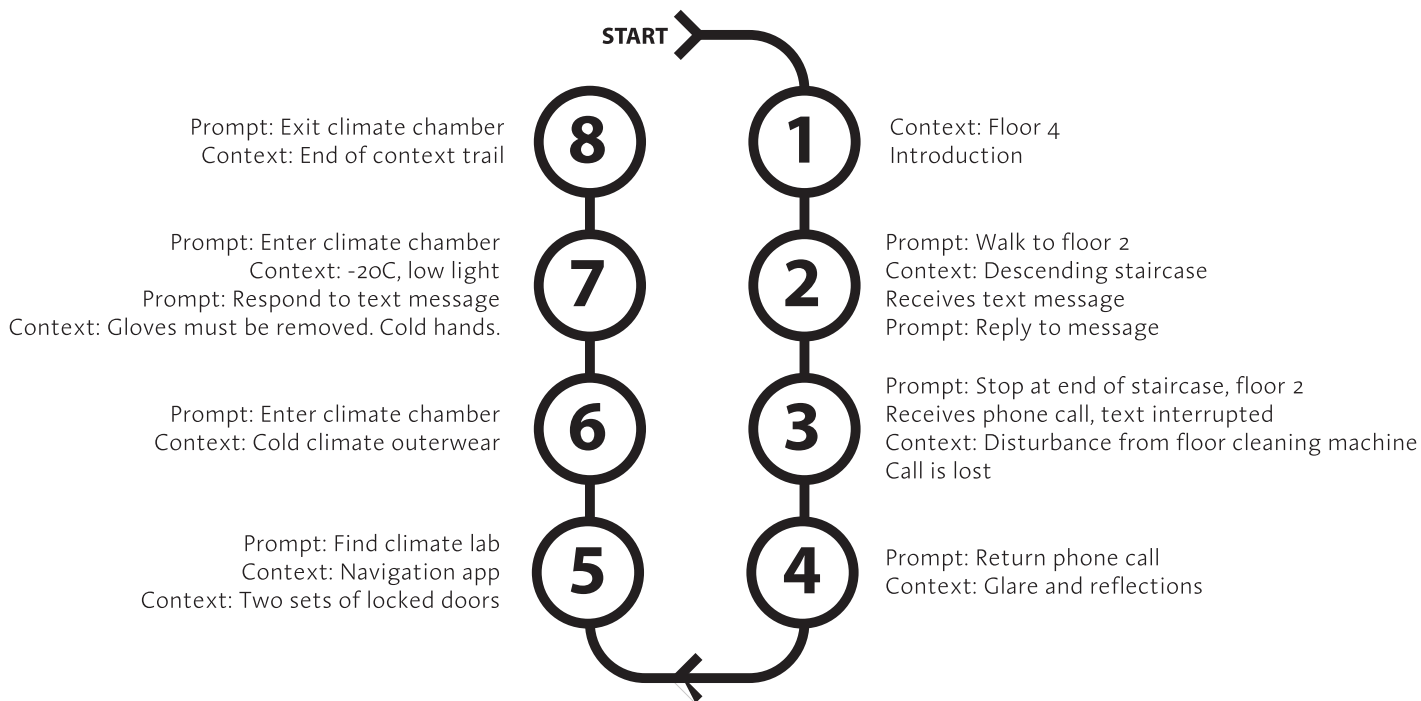 START
1
Context: Floor 4
Introduction
2
Prompt: Walk to floor 2
Context: Descending staircase
Receives text message
Prompt: Reply to message
3
Prompt: Stop at end of staircase, floor 2
Receives phone call, text interrupted
Context: Disturbance from floor cleaning machine
Call is lost
4
Prompt: Return phone call
Context: Glare and reflections
5
Prompt: Find climate lab
Context: Navigation app
Context: Two sets of locked doors
6
Prompt: Enter climate chamber
Context: Cold climate outerwear
7
Prompt: Enter climate chamber
Context: -20C, low light
Prompt: Respond to text message
Context: Gloves must be removed. Cold hands.
8
Prompt: Exit climate chamber
Context: End of context trail